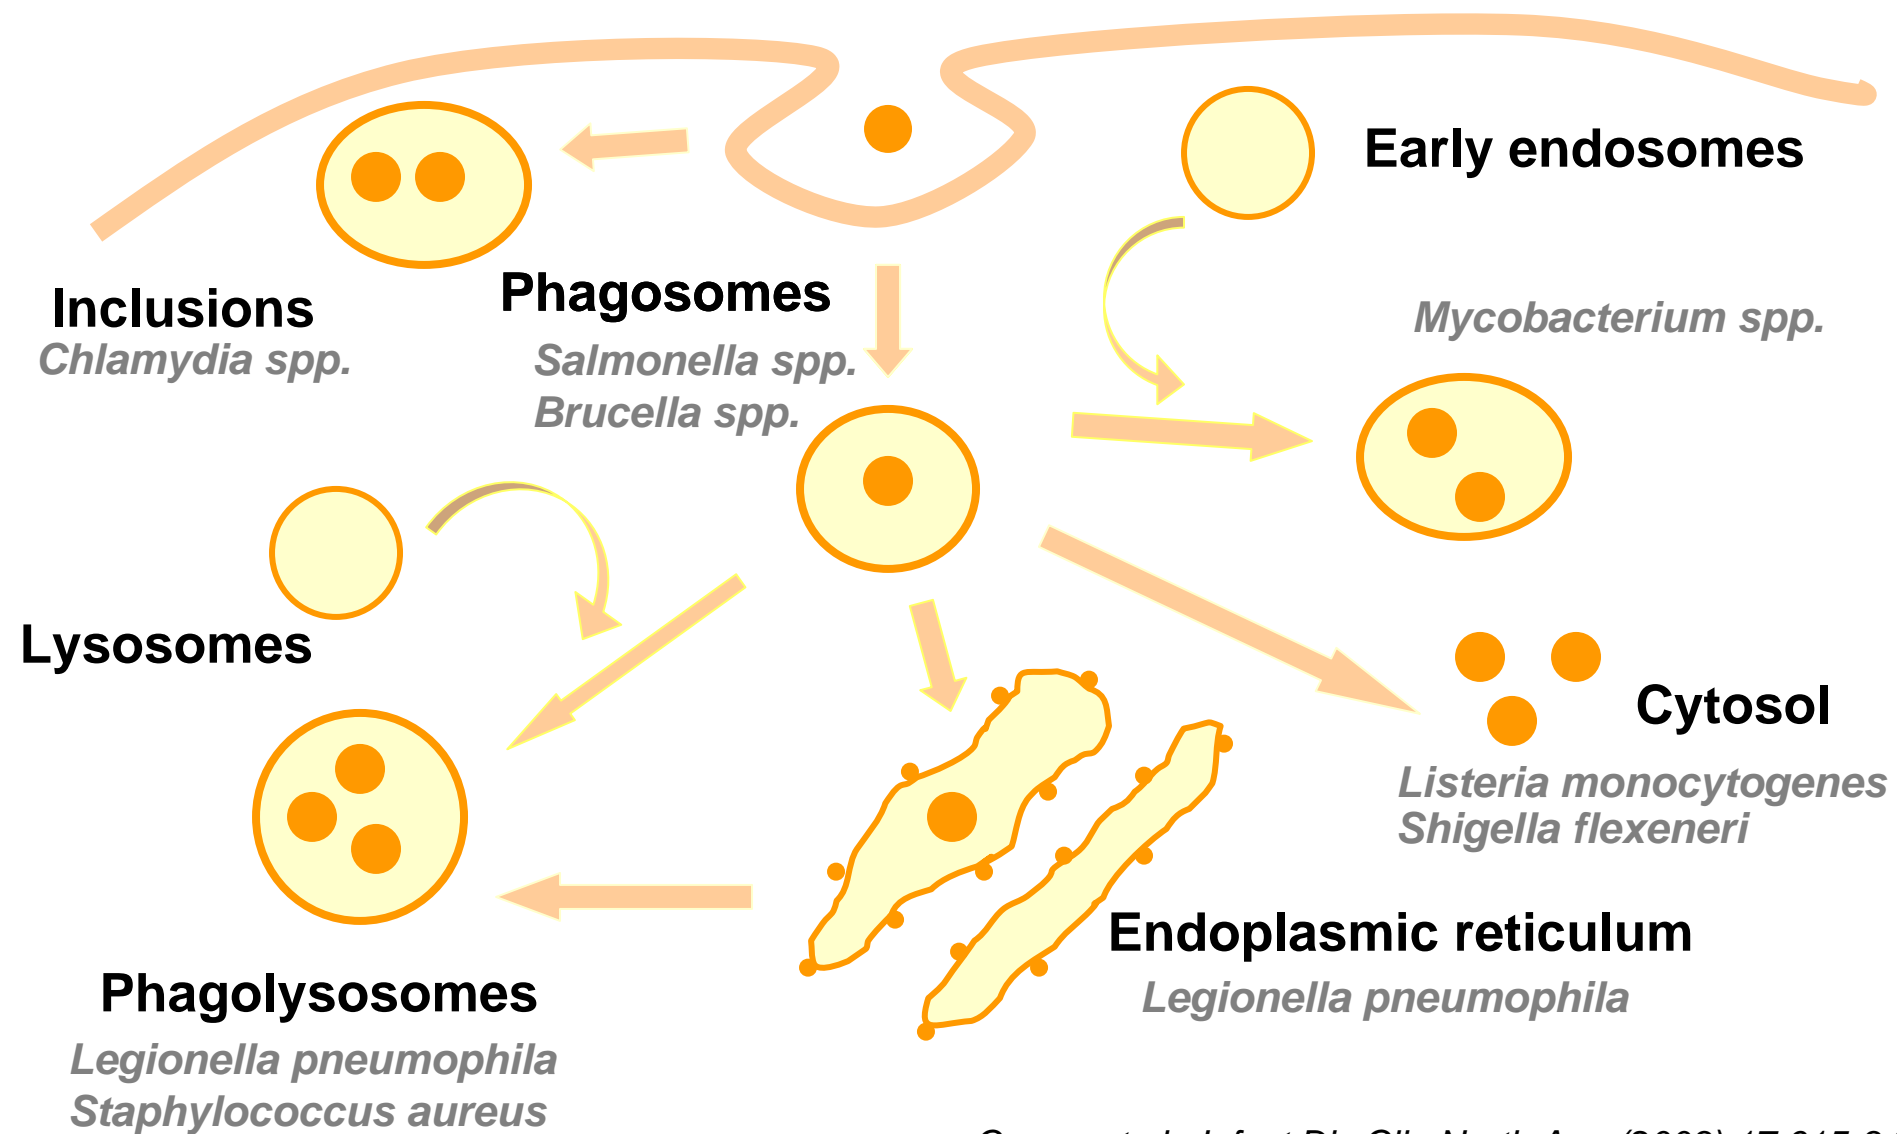 Early endosomes
Inclusions
Chlamydia spp.
Phagosomes
Salmonella spp.
Brucella spp.
Mycobacterium spp.
Lysosomes
Cytosol
Listeria monocytogenes
Shigella flexeneri
Endoplasmic reticulum
Legionella pneumophila
Phagolysosomes
Legionella pneumophila
Staphylococcus aureus